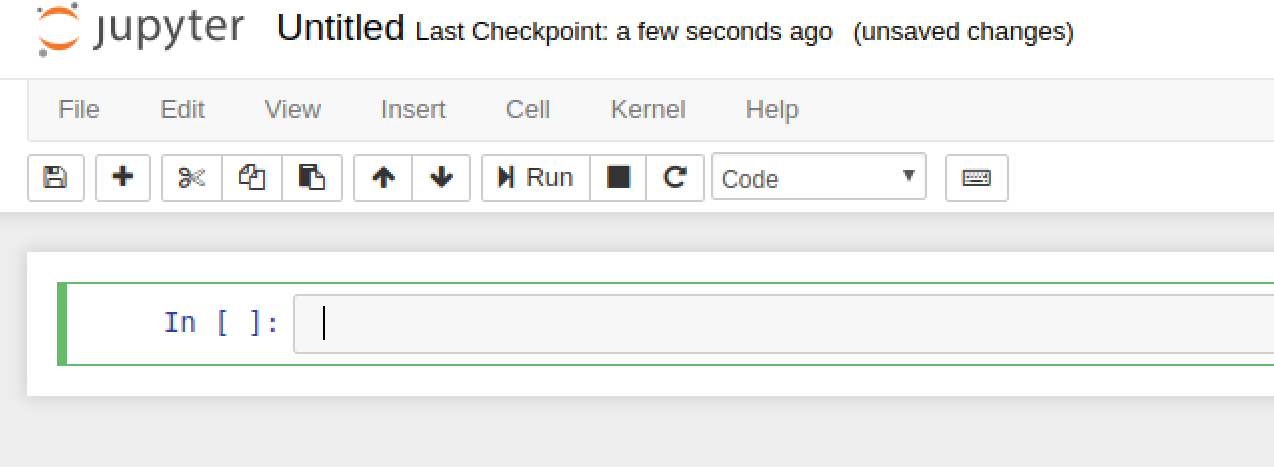 jupyter Untitled Last Checkpoint: a few seconds ago (unsaved changes)
File Edit View Insert Cell Kernel Help
Run Code
In [ ]: